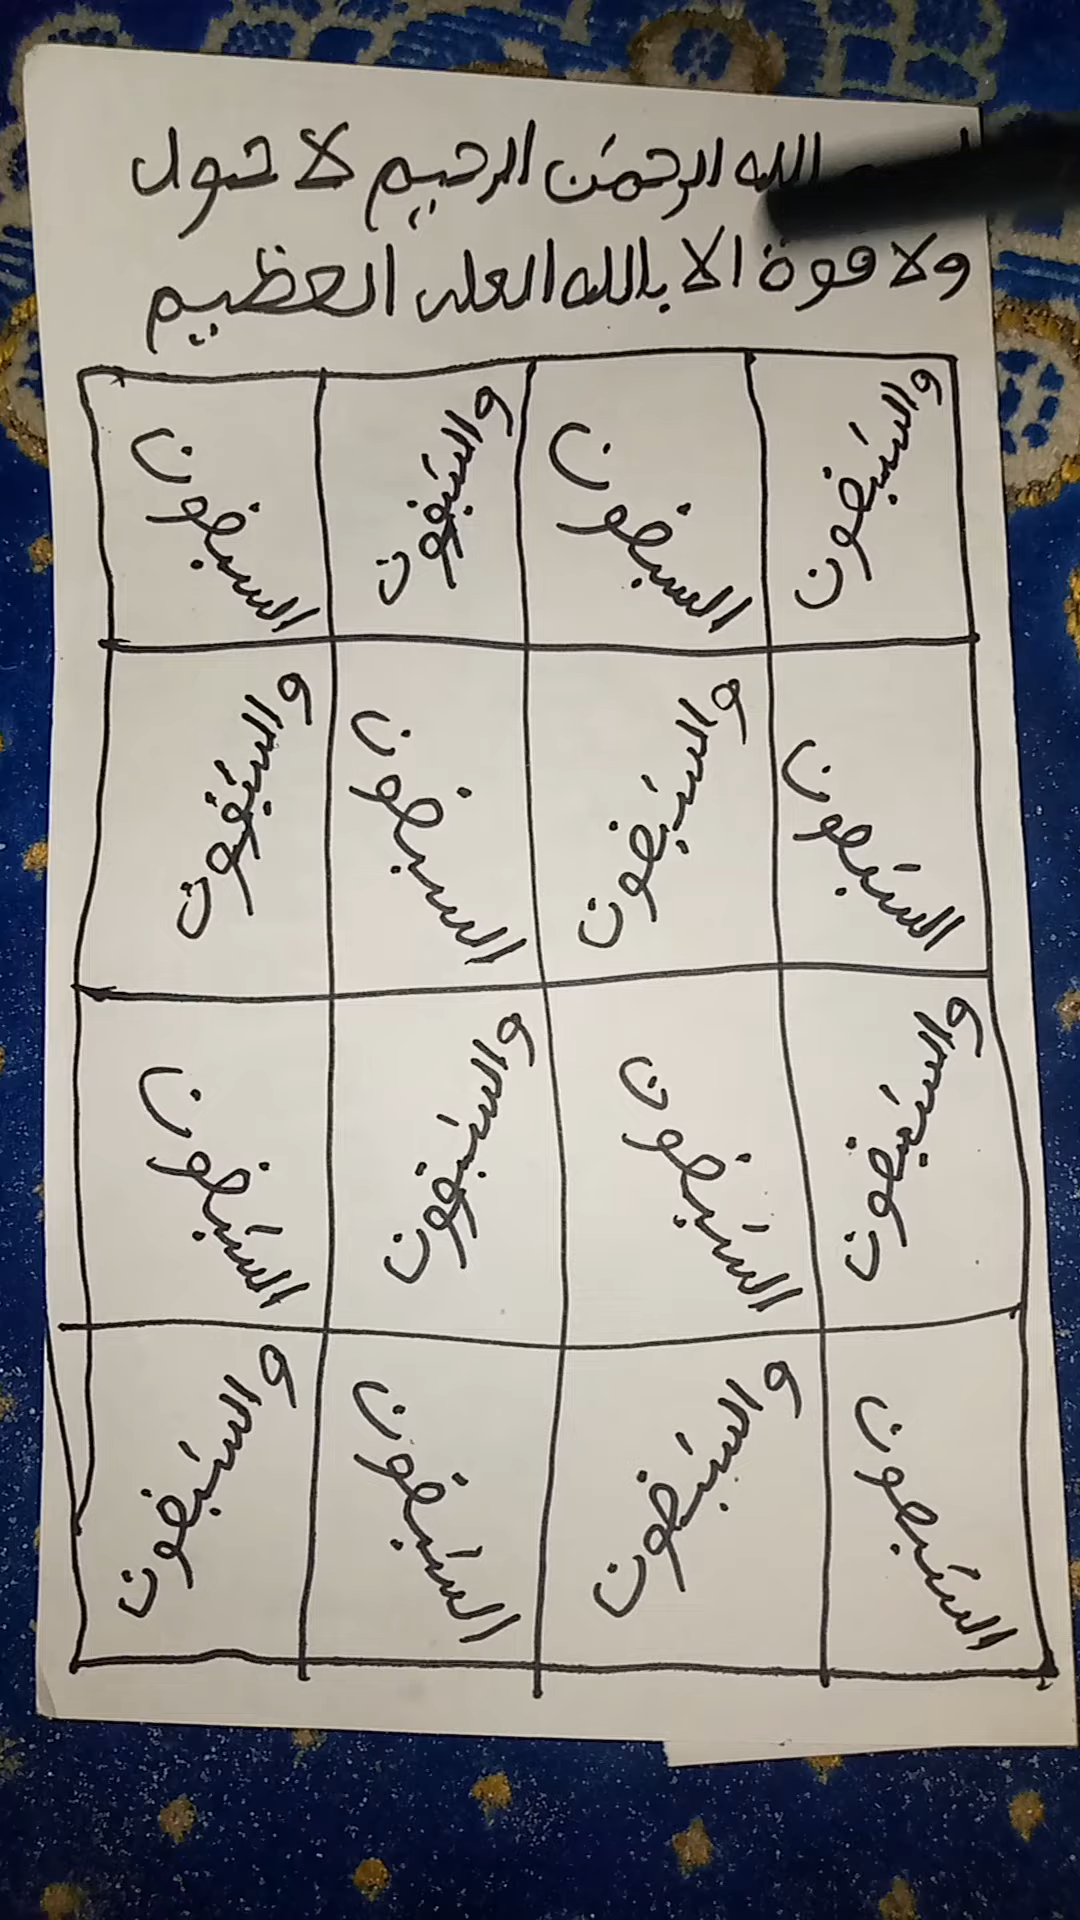 الله الرحمن الرحيم لا حول
ولا قوة الا بالله العلى العظيم
والسبقون السبقون والسبقون السبقون
السبقون والسبقون السبقون والسبقون
والسبقون السبقون والسبقون السبقون
السبقون والسبقون السبقون والسبقون